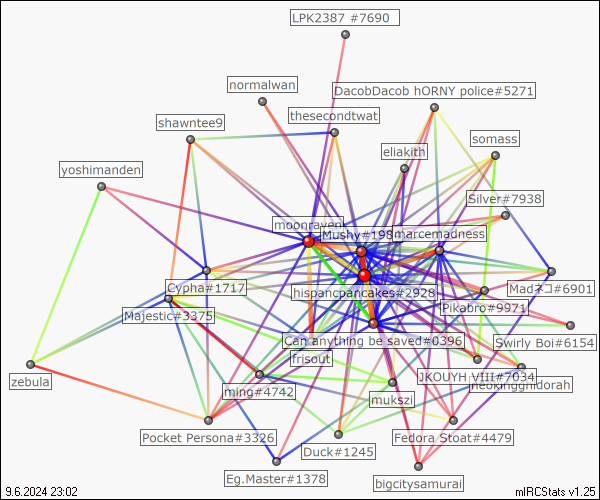 LPK2387 #7690
normalwan
DacobDacob hORNY police#5271
thesecondtwat
shawntee9
somass
eliakith
yoshimanden
Silver#7938
moonraven
Mushy#198
marcemadness
Cypha#1717
hispancpancakes#2928
Madネコ#6901
Pikabro#9971
Majestic#3375
Can anything be saved#0396
Swirly Boi#6154
frisout
JKOUYH VIII#7034
zebula
ming#4742
mukszi
Pocket Persona#3326
Fedora Stoat#4479
Duck#1245
Eg.Master#1378
bigcitysamurai
9.6.2024 23:02
mIRCStats v1.25